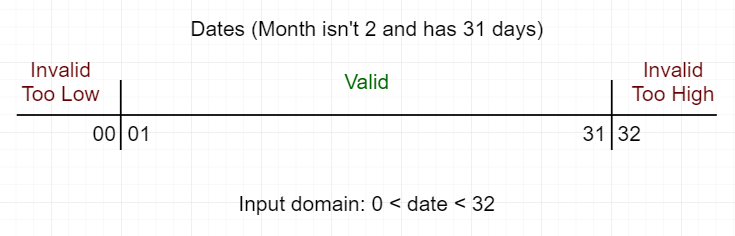 Dates (Month isn't 2 and has 31 days)
Invalid
Too Low
Valid
Invalid
Too High
00 01
31 32
Input domain: 0 < date < 32